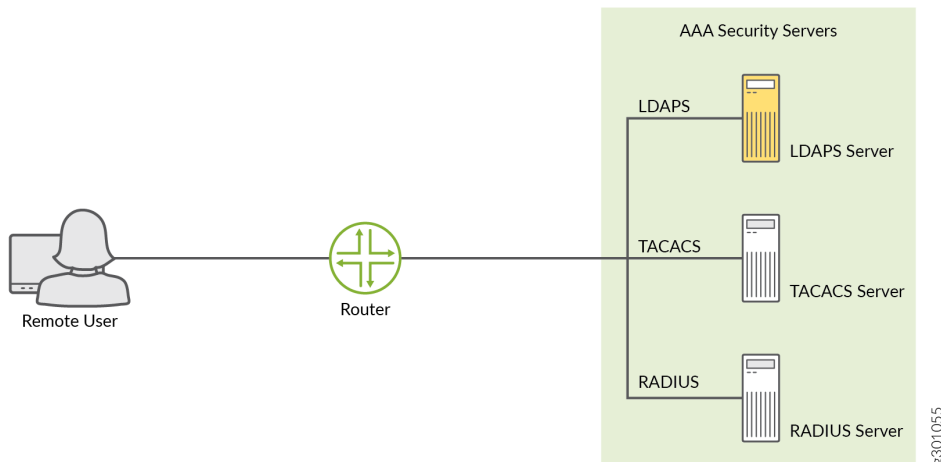 AAA Security Servers
LDAPS
LDAPS Server
TACACS
TACACS Server
Remote User
Router
RADIUS
RADIUS Server